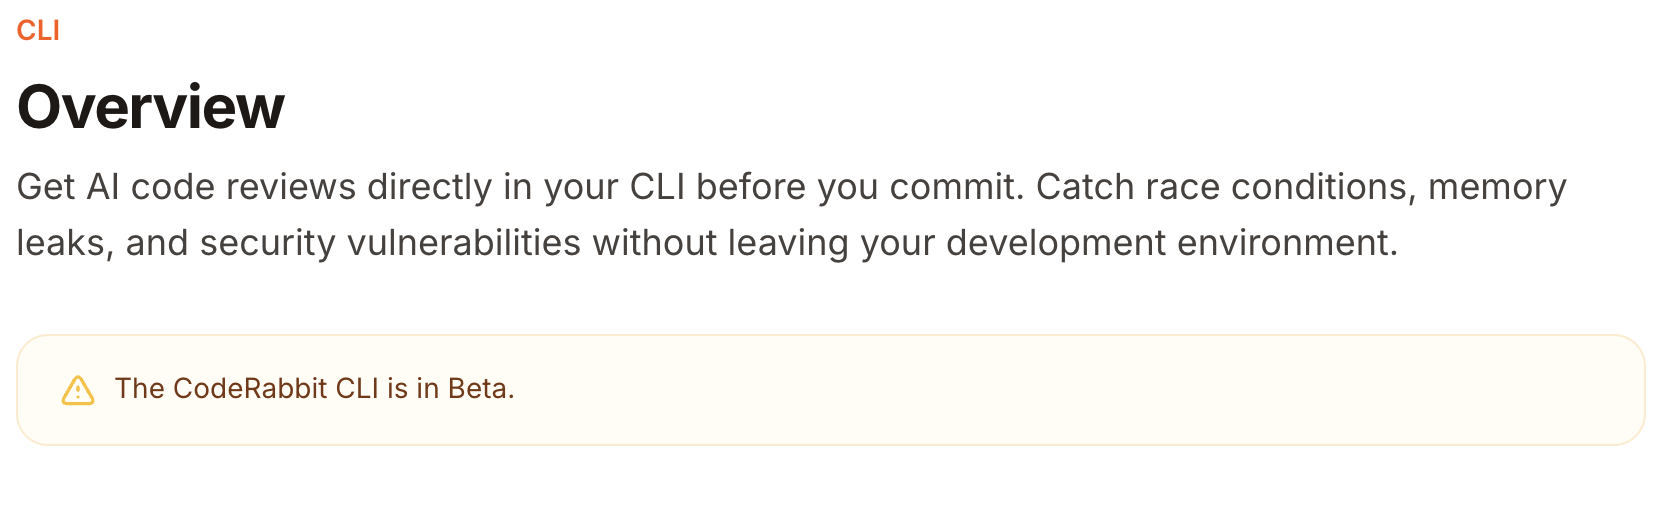 CLI
Overview
Get AI code reviews directly in your CLI before you commit. Catch race conditions, memory
leaks, and security vulnerabilities without leaving your development environment.
The CodeRabbit CLI is in Beta.